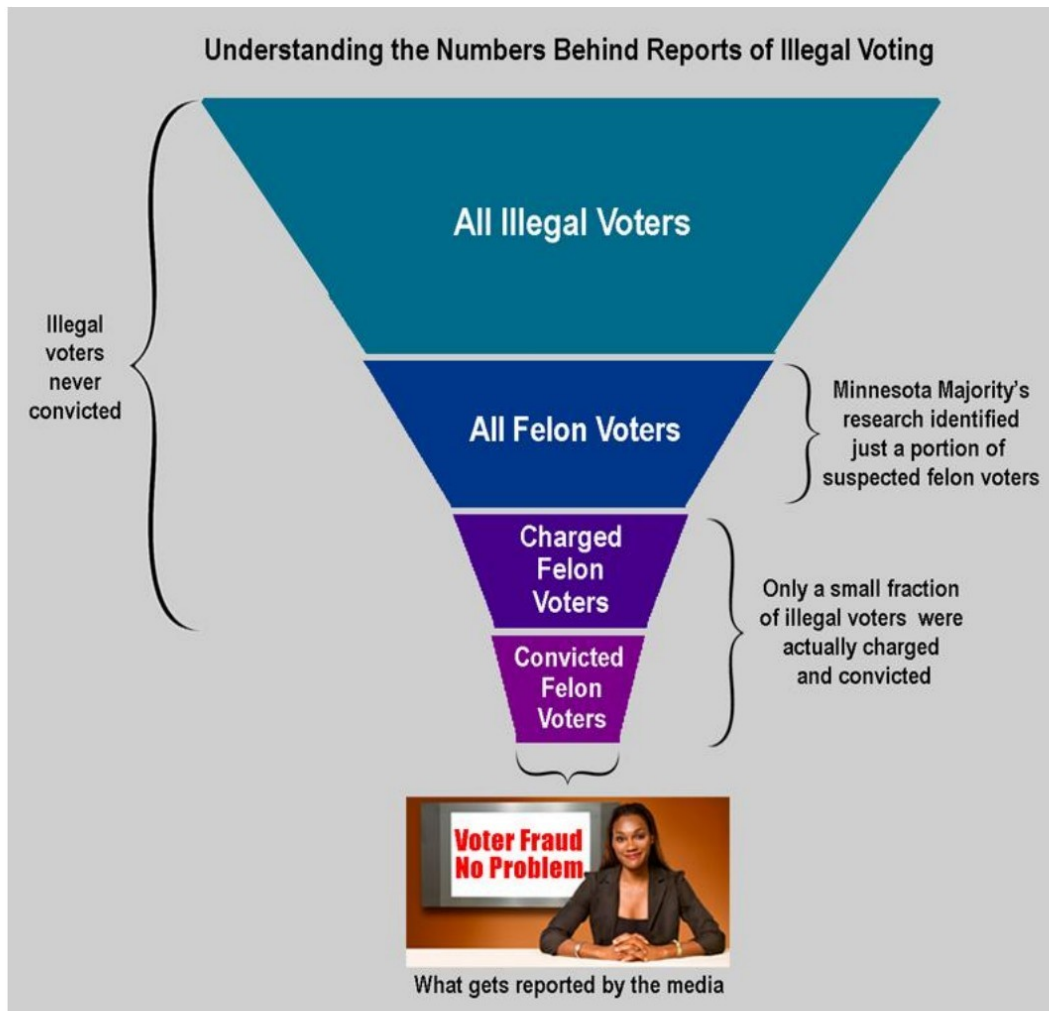 Understanding the Numbers Behind Reports of Illegal Voting
All Illegal Voters
Illegal
voters
never
convicted
All Felon Voters
Minnesota Majority's
research identified
just a portion of
suspected felon voters
Charged
Felon
Voters
Only a small fraction
of illegal voters were
actually charged
and convicted
Convicted
Felon
Voters
Voter Fraud
No Problem
What gets reported by the media